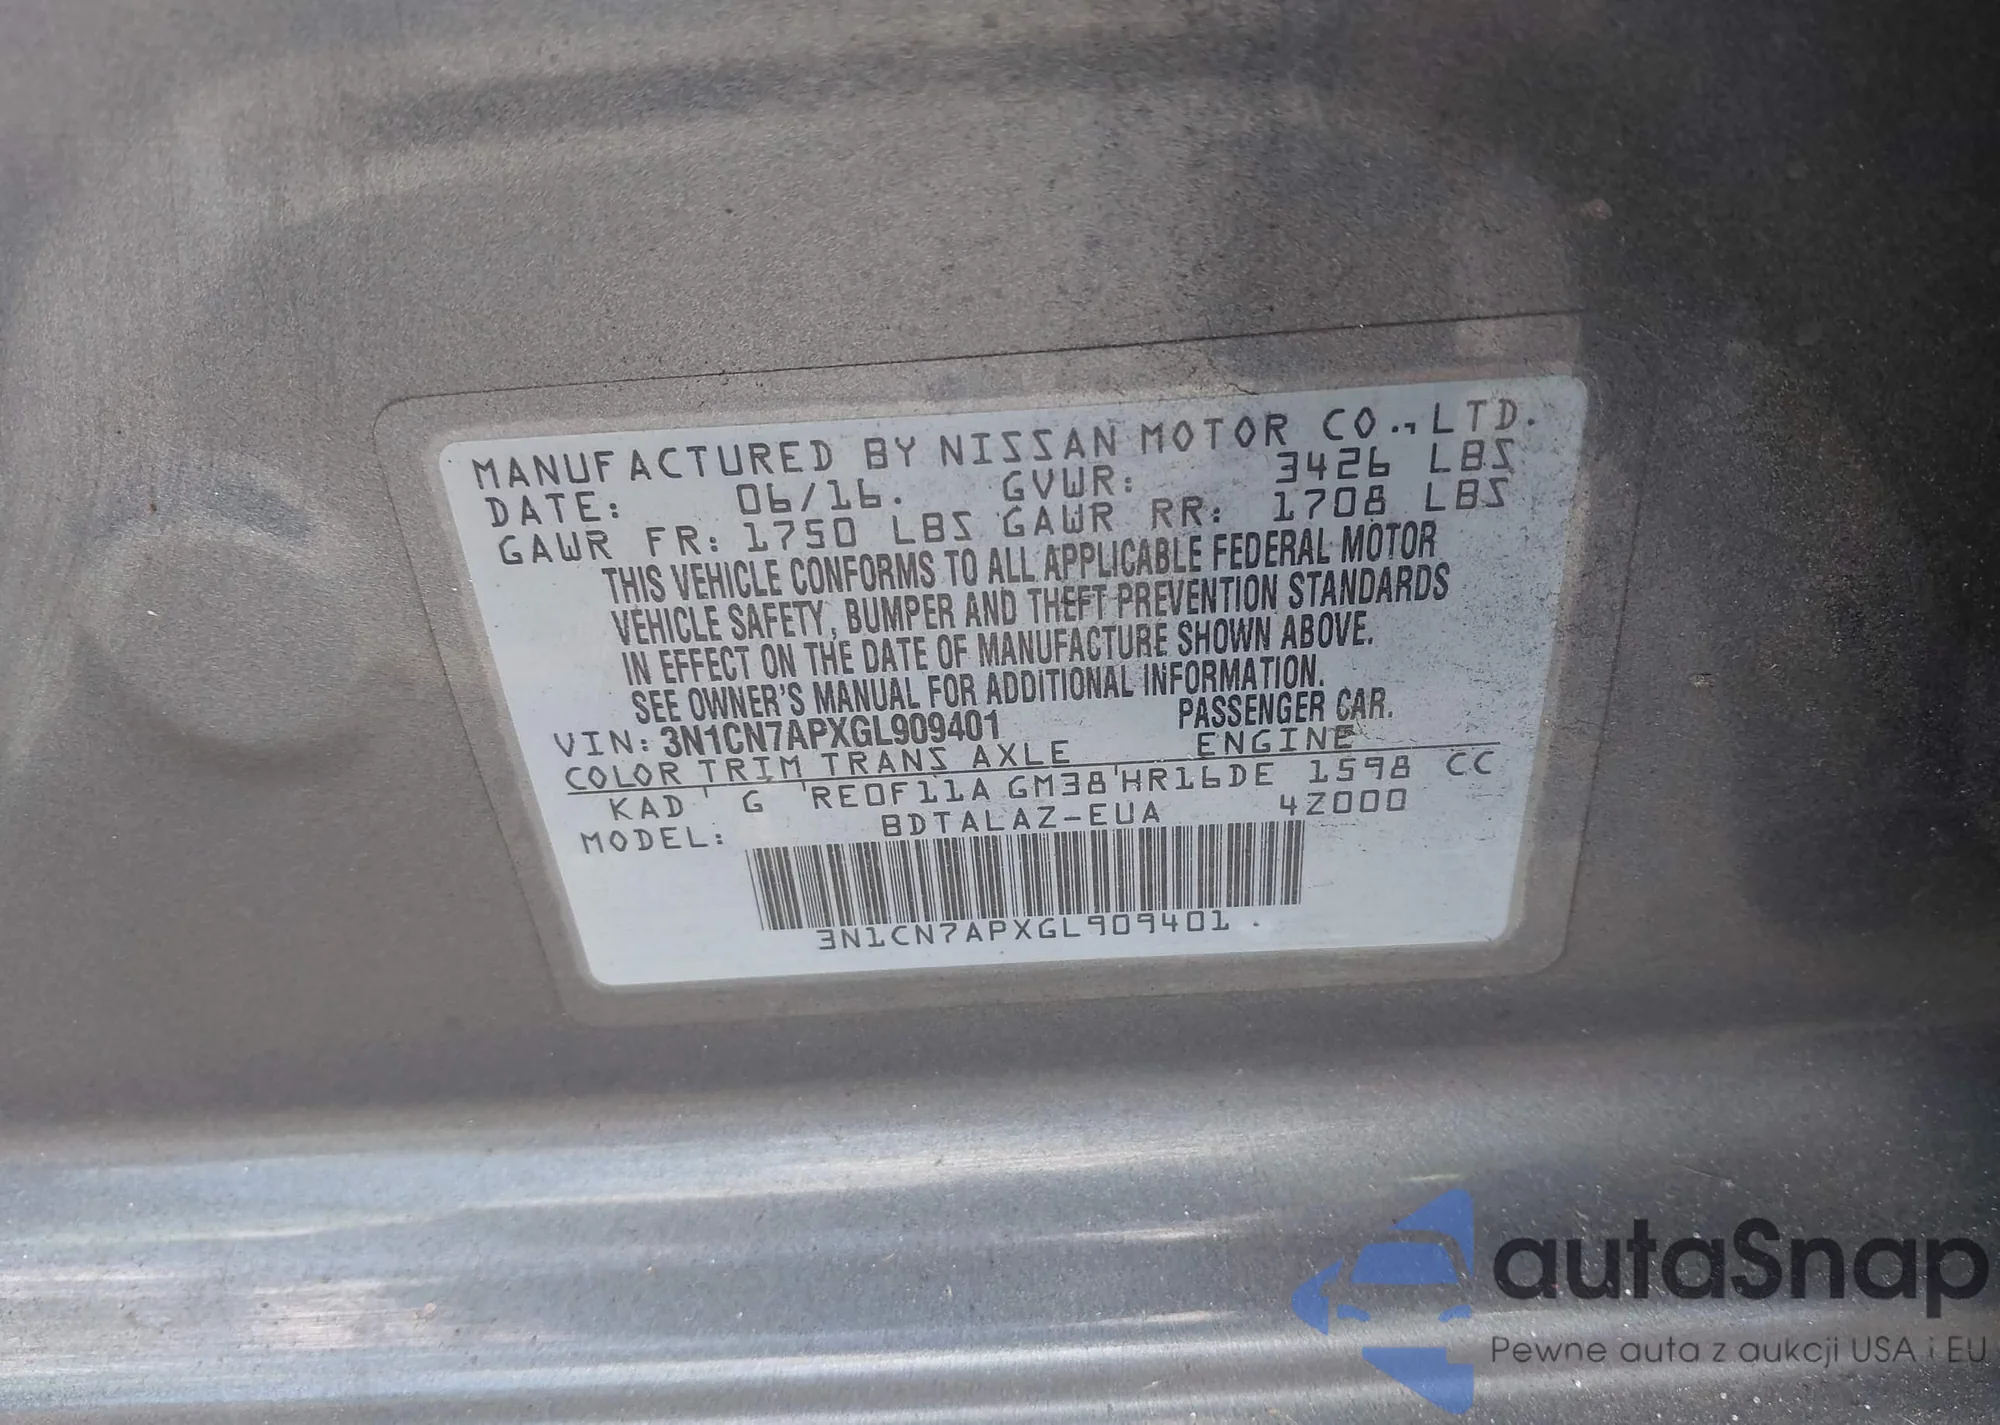 MANUFACTURED BY NISSAN MOTOR CO., LTD.
DATE: 06/16. GVWR: 3426 LBS
GAWR FR: 1750 LBS GAWR RR: 1708 LBS
THIS VEHICLE CONFORMS TO ALL APPLICABLE FEDERAL MOTOR
VEHICLE SAFETY, BUMPER AND THEFT PREVENTION STANDARDS
IN EFFECT ON THE DATE OF MANUFACTURE SHOWN ABOVE.
SEE OWNER'S MANUAL FOR ADDITIONAL INFORMATION.
VIN: 3N1CN7APXGL909401 PASSENGER CAR.
COLOR TRIM TRANS AXLE ENGINE
KAD G RE0F11A GM38 HR16DE 1598 CC
MODEL: BDTALAZ-EUA 4Z000
3N1CN7APXGL909401
autaSnap
Pewne auta z aukcji USA i EU